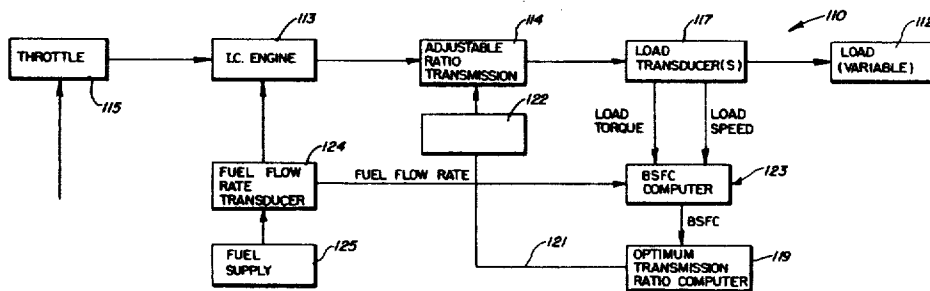 113
114
117
110
112
THROTTLE
I.C. ENGINE
ADJUSTABLE
RATIO
TRANSMISSION
LOAD
TRANSDUCER(S)
LOAD
(VARIABLE)
115
122
LOAD
TORQUE
LOAD
SPEED
124
FUEL FLOW
RATE
TRANSDUCER
FUEL FLOW RATE
BSFC
COMPUTER
123
BSFC
FUEL
SUPPLY
125
121
OPTIMUM
TRANSMISSION
RATIO COMPUTER
119